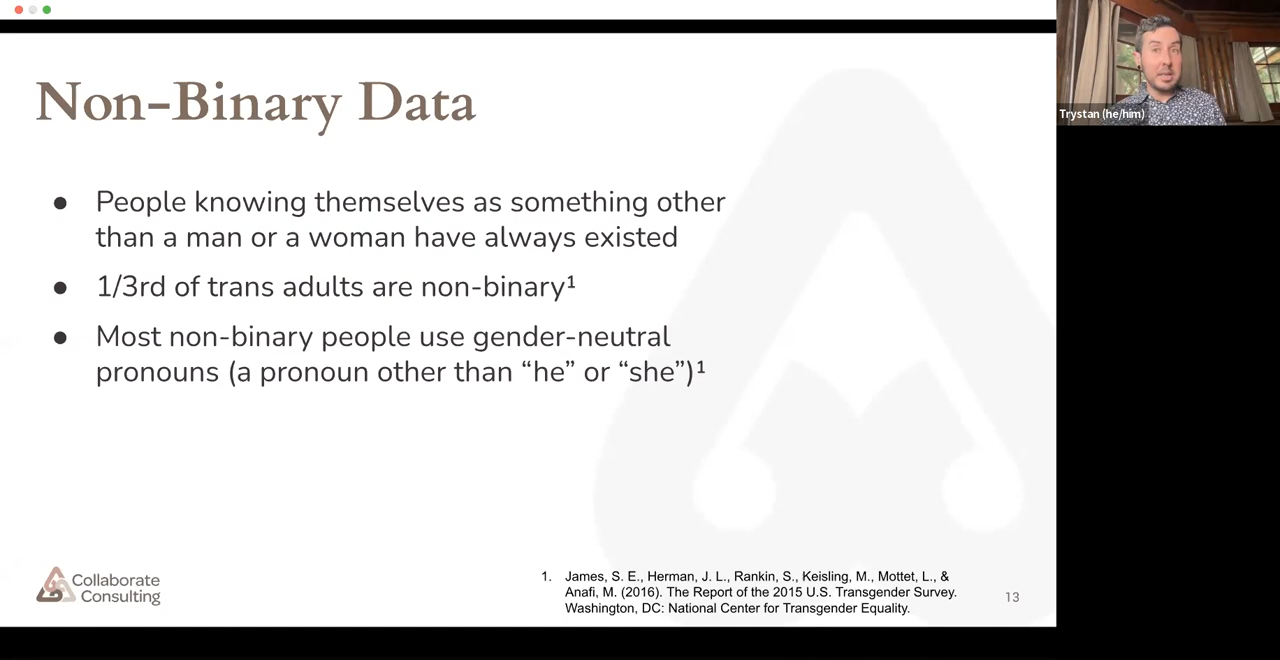 Non-Binary Data
● People knowing themselves as something other
than a man or a woman have always existed
● 1/3rd of trans adults are non-binary¹
● Most non-binary people use gender-neutral
pronouns (a pronoun other than “he” or “she”)¹
Collaborate
Consulting
1. James, S. E., Herman, J. L., Rankin, S., Keisling, M., Mottet, L., &
Anafi, M. (2016). The Report of the 2015 U.S. Transgender Survey.
Washington, DC: National Center for Transgender Equality.
13
Trystan (he/him)